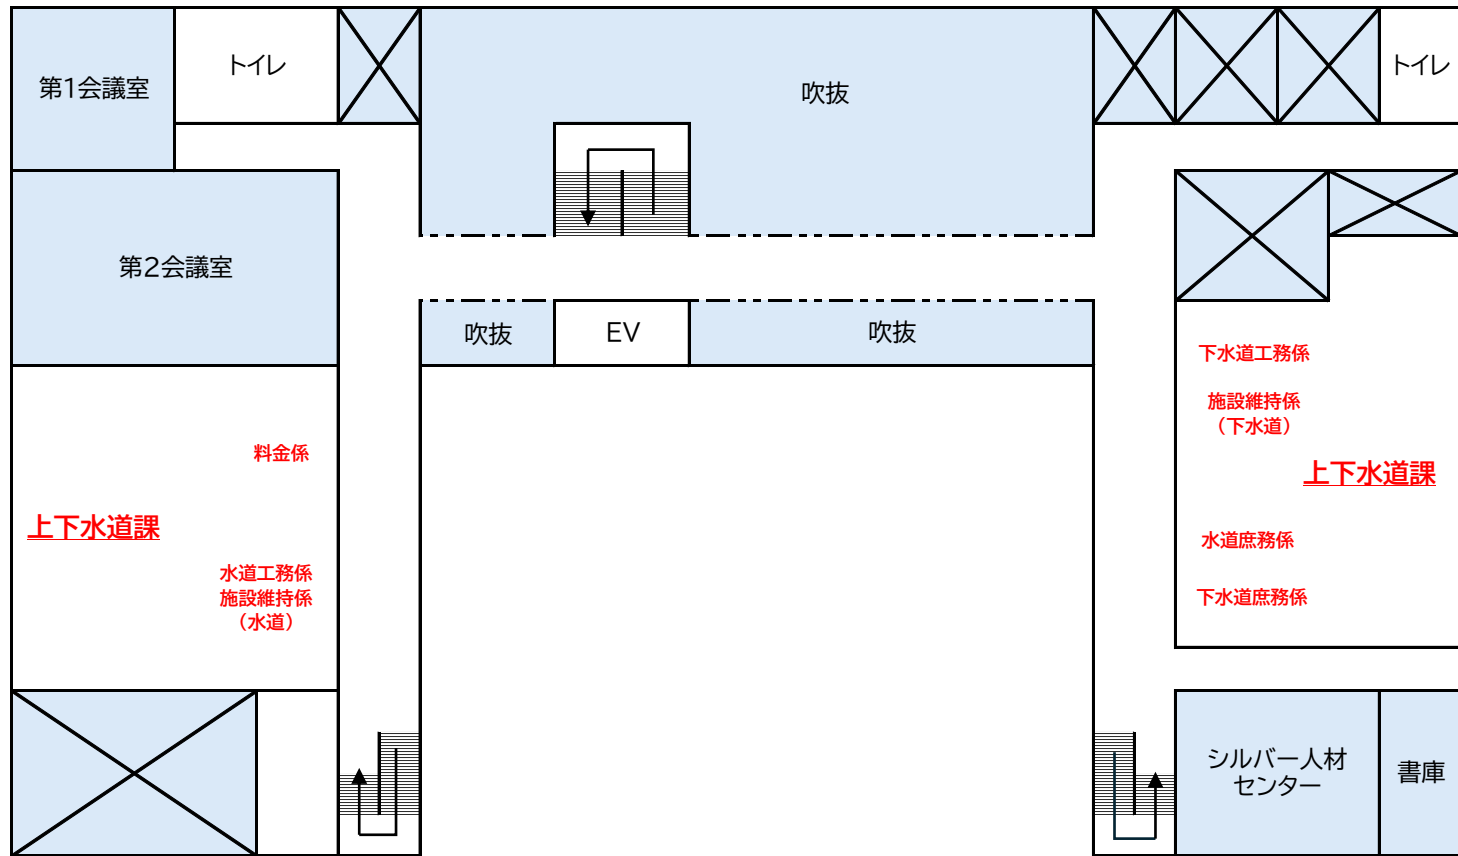 第1会議室
トイレ
吹抜
トイレ
第2会議室
吹抜
EV
吹抜
料金係
上下水道課
水道工務係
施設維持係
（水道）
下水道工務係
施設維持係
（下水道）
上下水道課
水道庶務係
下水道庶務係
シルバー人材
センター
書庫